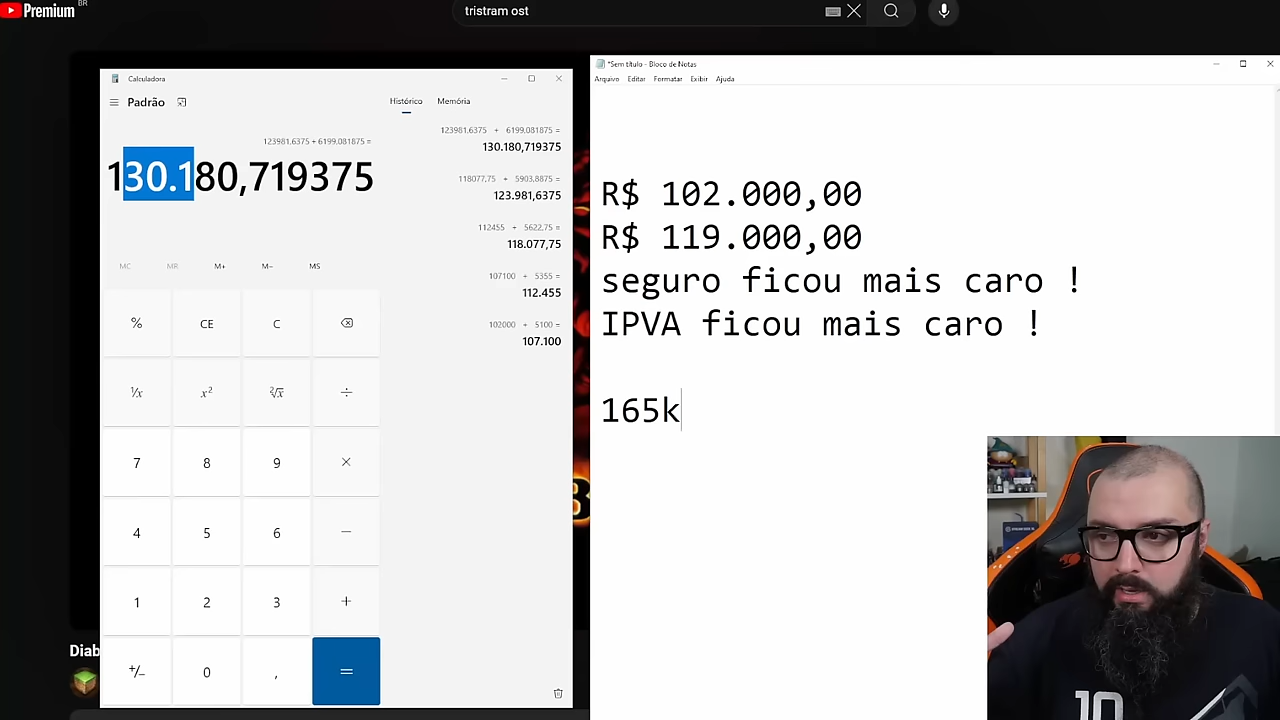 Premium BR
tristram ost
Calculadora
Padrão
Histórico Memória
123981.6375 + 6199.081875 =
130.180,719375
123981.6375 + 6199.081875 =
130.180,719375
118077,75 + 5903,8875 =
123.981,6375
112455 + 5622,75 =
118.077,75
107100 + 5355 =
112.455
102000 + 5100 =
107.100
MC MR M+ M− MS
% CE C
¹/x x² ²√x ÷
7 8 9 ×
4 5 6 −
1 2 3 +
+/− 0 , =
*Sem título - Bloco de Notas
Arquivo Editar Formatar Exibir Ajuda
R$ 102.000,00
R$ 119.000,00
seguro ficou mais caro !
IPVA ficou mais caro !
165k
Diab
10